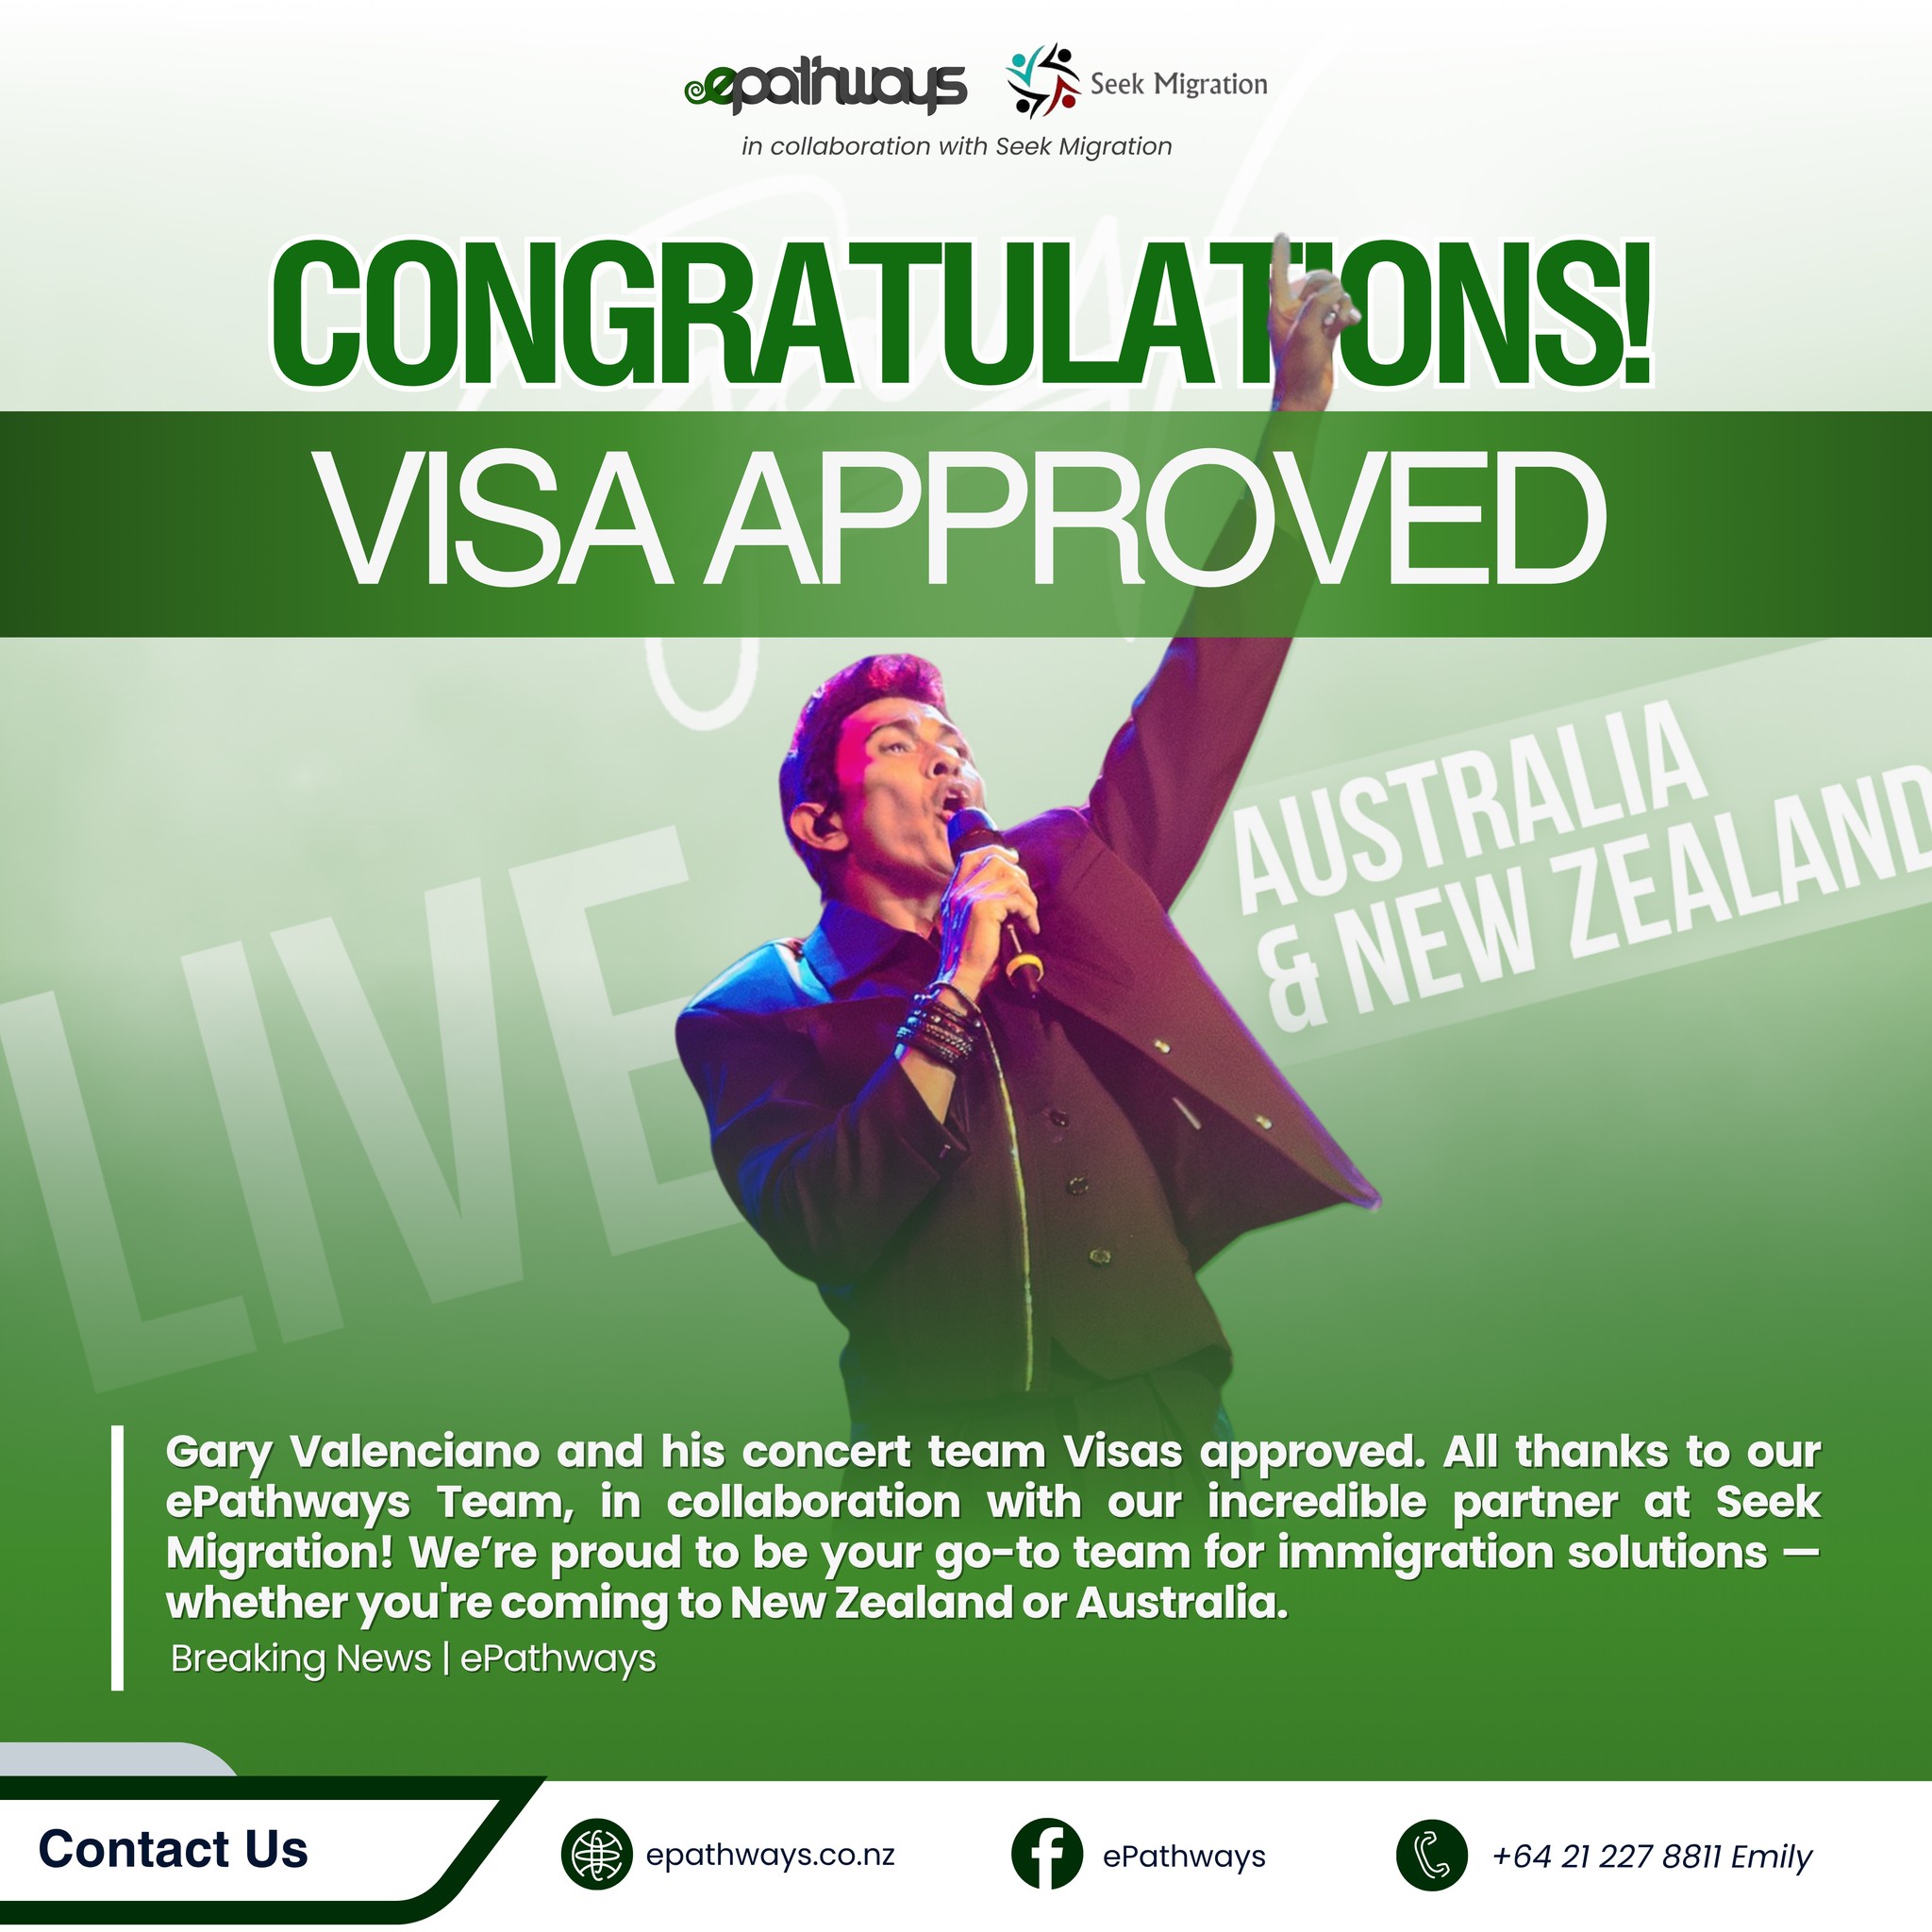 epathways
Seek Migration
in collaboration with Seek Migration
CONGRATULATIONS!
VISA APPROVED
LIVE
AUSTRALIA
& NEW ZEALAND
Gary Valenciano and his concert team Visas approved. All thanks to our
ePathways Team, in collaboration with our incredible partner at Seek
Migration! We’re proud to be your go-to team for immigration solutions —
whether you're coming to New Zealand or Australia.
Breaking News | ePathways
Contact Us
epathways.co.nz
ePathways
+64 21 227 8811 Emily